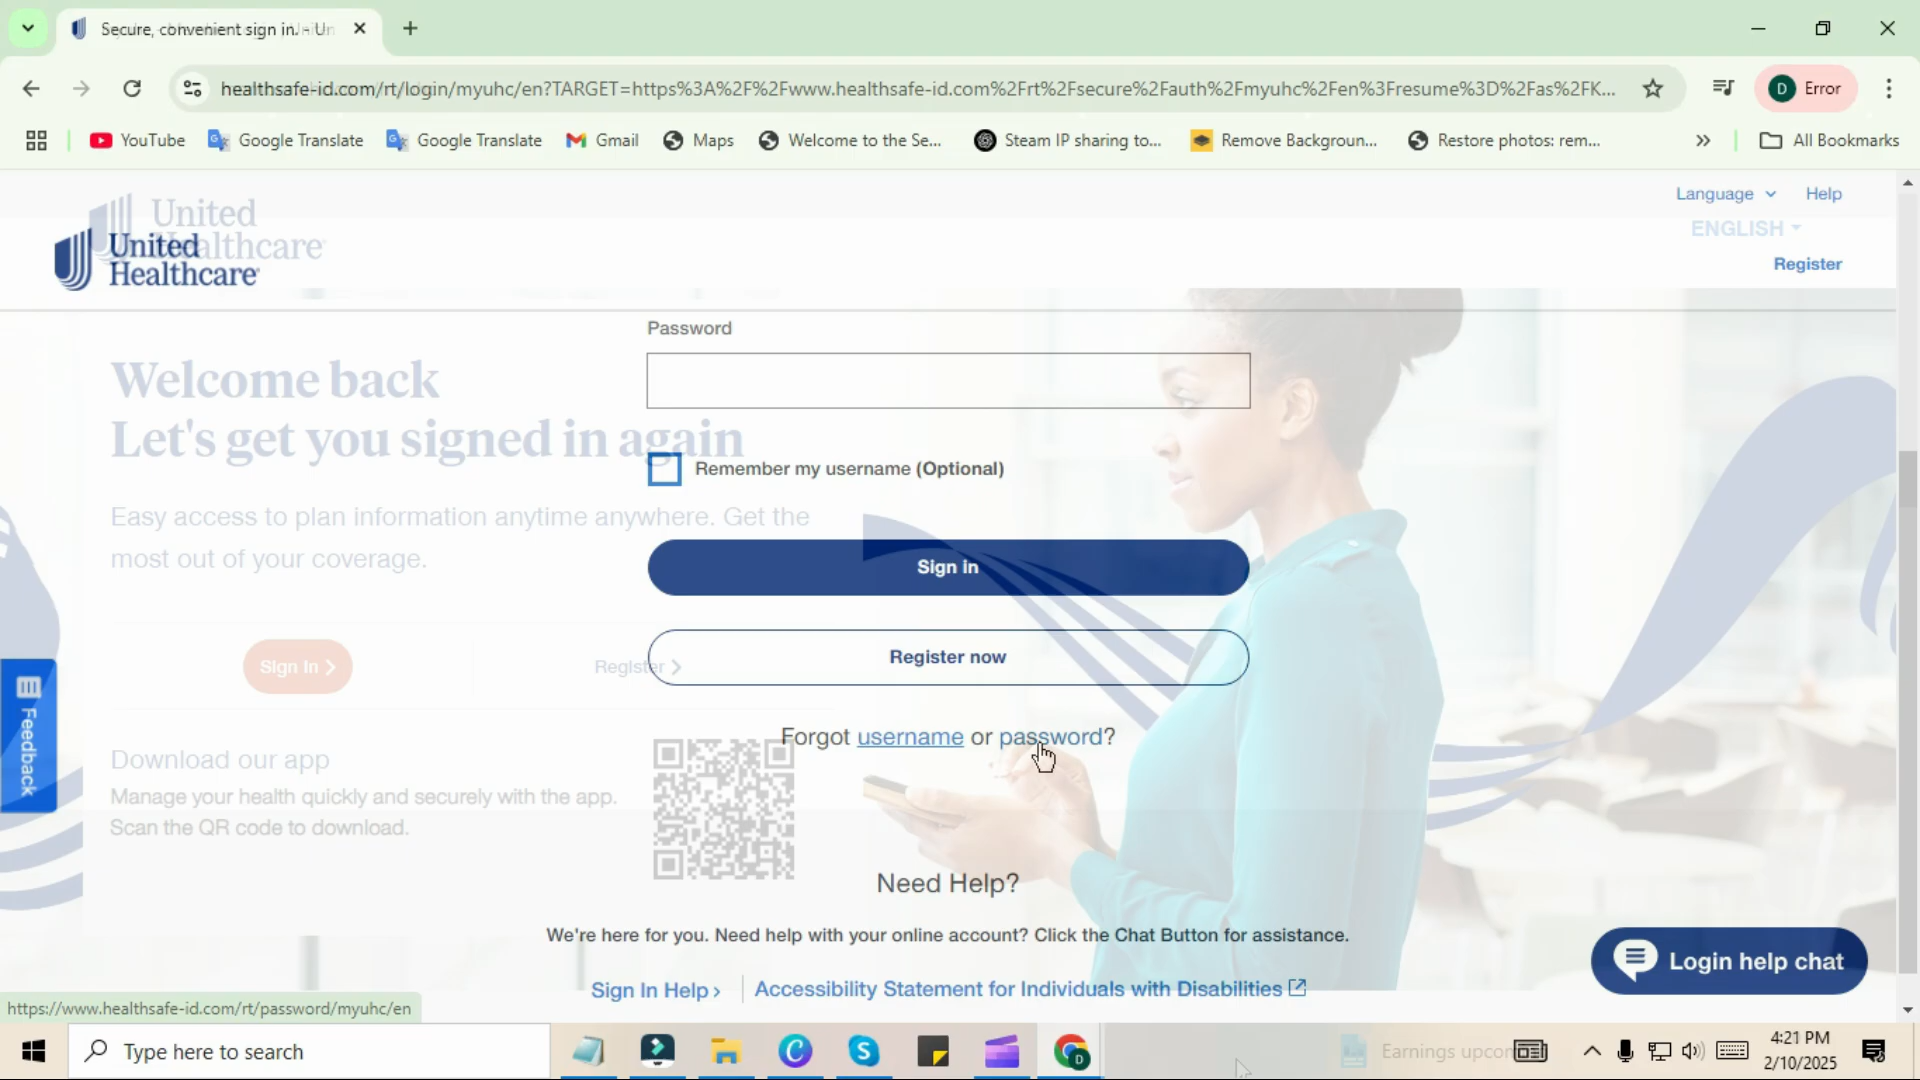 Secure, convenient sign in. - Un
healthsafe-id.com/rt/login/myuhc/en?TARGET=https%3A%2F%2Fwww.healthsafe-id.com%2Frt%2Fsecure%2Fauth%2Fmyuhc%2Fen%3Fresume%3D%2Fas%2FK...
D Error
YouTube
Google Translate
Google Translate
Gmail
Maps
Welcome to the Se...
Steam IP sharing to...
Remove Backgroun...
Restore photos: rem...
All Bookmarks
Language
Help
United
Healthcare
United
Healthcare
ENGLISH
Register
Password
Welcome back
Let's get you signed in again
Remember my username (Optional)
Easy access to plan information anytime anywhere. Get the
most out of your coverage.
Sign in
Sign In
Register
Register now
Forgot username or password?
Download our app
Manage your health quickly and securely with the app.
Scan the QR code to download.
Feedback
Need Help?
We're here for you. Need help with your online account? Click the Chat Button for assistance.
Sign In Help
Accessibility Statement for Individuals with Disabilities
Login help chat
https://www.healthsafe-id.com/rt/password/myuhc/en
Type here to search
Earnings upcon
4:21 PM
2/10/2025